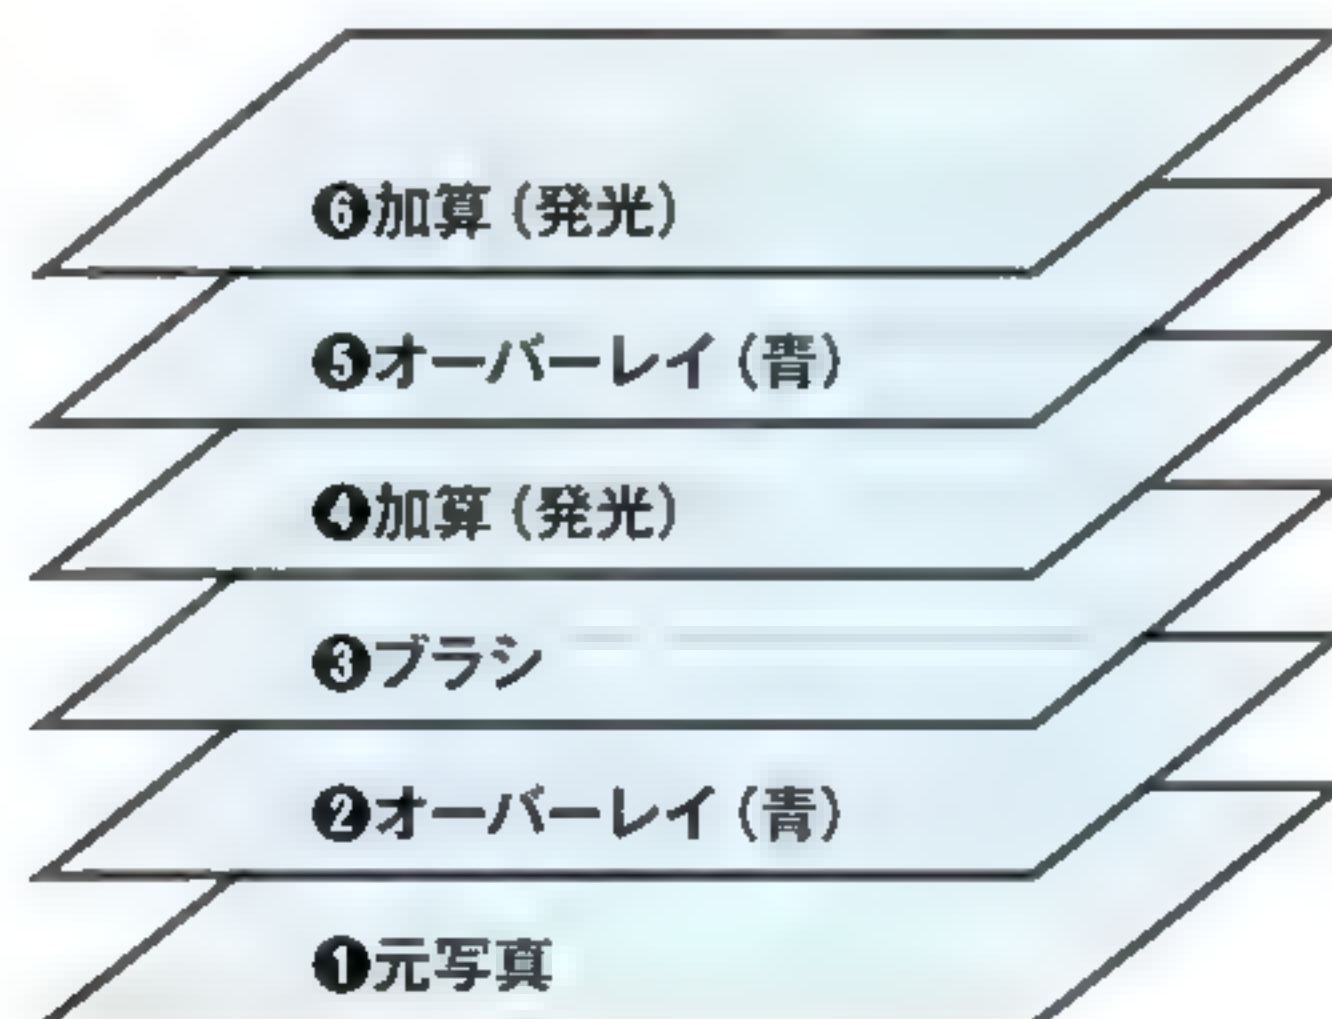 ❻加算（発光）
❺オーバーレイ（青）
❹加算（発光）
❸ブラシ
❷オーバーレイ（青）
❶元写真